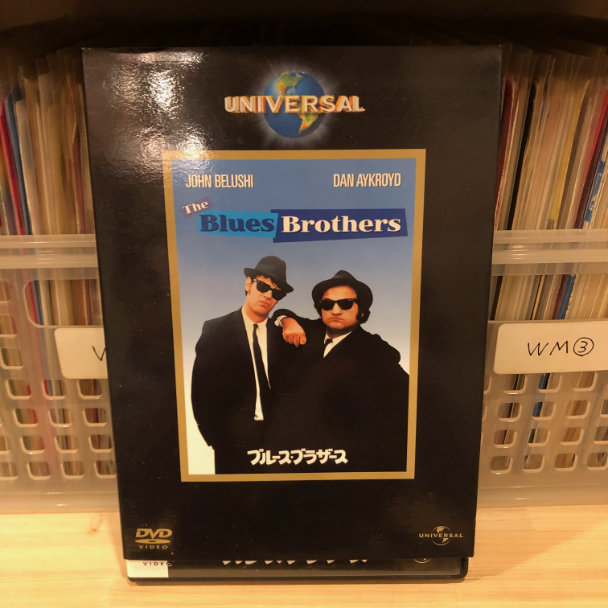 UNIVERSAL
JOHN BELUSHI DAN AYKROYD
The
Blues Brothers
ブルース・ブラザース
W
WM③
DVD
VIDEO
UNIVERSAL
VIDEO